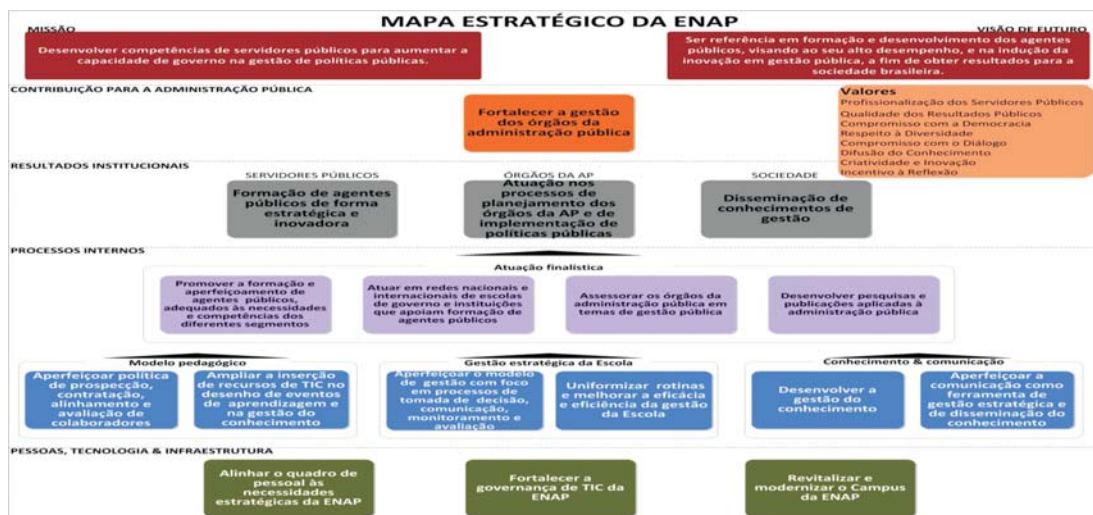 MAPA ESTRATÉGICO DA ENAP
MISSÃO
Desenvolver competências de servidores públicos para aumentar a
capacidade de governo na gestão de políticas públicas.
VISÃO DE FUTURO
Ser referência em formação e desenvolvimento dos agentes
públicos, visando ao seu alto desempenho, e na indução da
inovação em gestão pública, a fim de obter resultados para a
sociedade brasileira.
CONTRIBUIÇÃO PARA A ADMINISTRAÇÃO PÚBLICA
Fortalecer a gestão
dos órgãos da
administração pública
Valores
Profissionalização dos Servidores Públicos
Qualidade dos Resultados Públicos
Compromisso com a Democracia
Respeito à Diversidade
Compromisso com o Diálogo
Difusão do Conhecimento
Criatividade e Inovação
Incentivo à Reflexão
RESULTADOS INSTITUCIONAIS
SERVIDORES PÚBLICOS
Formação de agentes
públicos de forma
estratégica e
inovadora
ÓRGÃOS DA AP
Atuação nos
processos de
planejamento dos
órgãos da AP e de
implementação de
políticas públicas
SOCIEDADE
Disseminação de
conhecimentos de
gestão
PROCESSOS INTERNOS
Atuação finalística
Promover a formação e
aperfeiçoamento de
agentes públicos,
adequados às necessidades
e competências dos
diferentes segmentos
Atuar em redes nacionais e
internacionais de escolas
de governo e instituições
que apoiam formação de
agentes públicos
Assessorar os órgãos da
administração pública em
temas de gestão pública
Desenvolver pesquisas e
publicações aplicadas à
administração pública
Modelo pedagógico
Aperfeiçoar política
de prospecção,
contratação,
alinhamento e
avaliação de
colaboradores
Ampliar a inserção
de recursos de TIC no
desenho de eventos
de aprendizagem e
na gestão do
conhecimento
Gestão estratégica da Escola
Aperfeiçoar o modelo
de gestão com foco
em processos de
tomada de decisão,
comunicação,
monitoramento e
avaliação
Uniformizar rotinas
e melhorar a eficácia
e eficiência da gestão
da Escola
Conhecimento & comunicação
Desenvolver a
gestão do
conhecimento
Aperfeiçoar a
comunicação como
ferramenta de
gestão estratégica e
de disseminação do
conhecimento
PESSOAS, TECNOLOGIA & INFRAESTRUTURA
Alinhar o quadro de
pessoal às
necessidades
estratégicas da ENAP
Fortalecer a
governança de TIC da
ENAP
Revitalizar e
modernizar o Campus
da ENAP